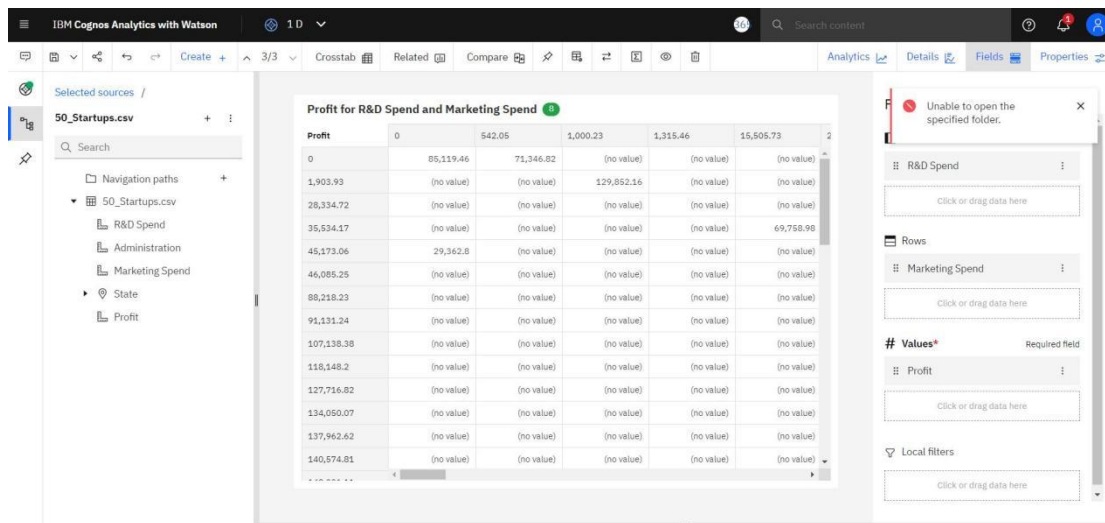 IBM Cognos Analytics with Watson
1 D
Search content
1
Create +
3/3
Crosstab
Related
Compare
Analytics
Details
Fields
Properties
Selected sources /
50_Startups.csv
Search
Navigation paths
50_Startups.csv
R&D Spend
Administration
Marketing Spend
State
Profit
Profit for R&D Spend and Marketing Spend 8
Profit 0 542.05 1,000.23 1,315.46 15,505.73
0 85,119.46 71,346.82 (no value) (no value) (no value)
1,903.93 (no value) (no value) 129,852.16 (no value) (no value)
28,334.72 (no value) (no value) (no value) (no value) (no value)
35,534.17 (no value) (no value) (no value) (no value) 69,758.98
45,173.06 29,362.8 (no value) (no value) (no value) (no value)
46,085.25 (no value) (no value) (no value) (no value) (no value)
88,218.23 (no value) (no value) (no value) (no value) (no value)
91,131.24 (no value) (no value) (no value) (no value) (no value)
107,138.38 (no value) (no value) (no value) (no value) (no value)
118,148.2 (no value) (no value) (no value) (no value) (no value)
127,716.82 (no value) (no value) (no value) (no value) (no value)
134,050.07 (no value) (no value) (no value) (no value) (no value)
137,962.62 (no value) (no value) (no value) (no value) (no value)
140,574.81 (no value) (no value) (no value) (no value) (no value)
Unable to open the
specified folder.
R&D Spend
Click or drag data here
Rows
Marketing Spend
Click or drag data here
# Values* Required field
Profit
Click or drag data here
Local filters
Click or drag data here